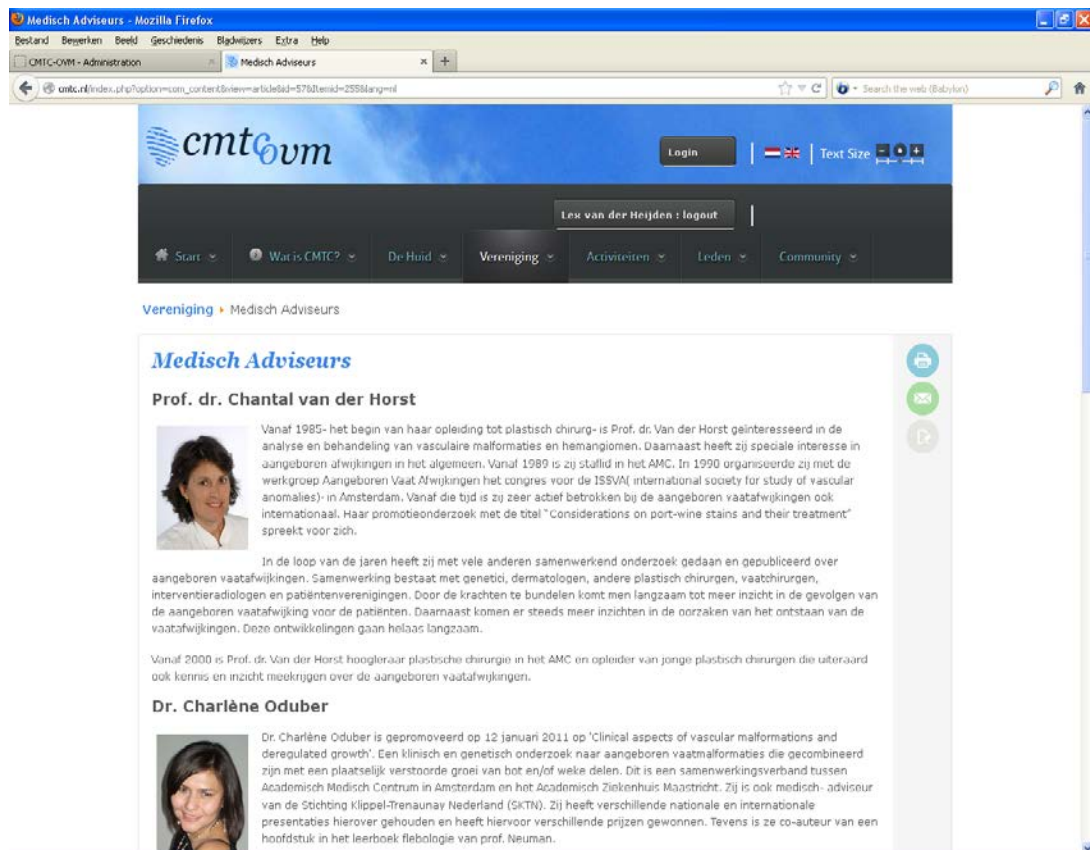 Medisch Adviseurs - Mozilla Firefox
Bestand Bewerken Beeld Geschiedenis Bladwijzers Extra Help
CMTC-OVM - Administration Medisch Adviseurs
cmtc.nl/index.php?option=com_content&view=article&id=57&Itemid=255&lang=nl Search the web (Babylon)
cmtcovm
Login Text Size
Lex van der Heijden : logout
Start Wat is CMTC? De Huid Vereniging Activiteiten Leden Community
Vereniging Medisch Adviseurs
Medisch Adviseurs
Prof. dr. Chantal van der Horst
Vanaf 1985- het begin van haar opleiding tot plastisch chirurg- is Prof. dr. Van der Horst geïnteresseerd in de
analyse en behandeling van vasculaire malformaties en hemangiomen. Daarnaast heeft zij speciale interesse in
aangeboren afwijkingen in het algemeen. Vanaf 1989 is zij staflid in het AMC. In 1990 organiseerde zij met de
werkgroep Aangeboren Vaat Afwijkingen het congres voor de ISSVA( international society for study of vascular
anomalies)- in Amsterdam. Vanaf die tijd is zij zeer actief betrokken bij de aangeboren vaatafwijkingen ook
internationaal. Haar promotieonderzoek met de titel "Considerations on port-wine stains and their treatment"
spreekt voor zich.
In de loop van de jaren heeft zij met vele anderen samenwerkend onderzoek gedaan en gepubliceerd over
aangeboren vaatafwijkingen. Samenwerking bestaat met genetici, dermatologen, andere plastisch chirurgen, vaatchirurgen,
interventieradiologen en patiëntenverenigingen. Door de krachten te bundelen komt men langzaam tot meer inzicht in de gevolgen van
de aangeboren vaatafwijking voor de patiënten. Daarnaast komen er steeds meer inzichten in de oorzaken van het ontstaan van de
vaatafwijkingen. Deze ontwikkelingen gaan helaas langzaam.
Vanaf 2000 is Prof. dr. Van der Horst hoogleraar plastische chirurgie in het AMC en opleider van jonge plastisch chirurgen die uiteraard
ook kennis en inzicht meekrijgen over de aangeboren vaatafwijkingen.
Dr. Charlène Oduber
Dr. Charlène Oduber is gepromoveerd op 12 januari 2011 op 'Clinical aspects of vascular malformations and
deregulated growth'. Een klinisch en genetisch onderzoek naar aangeboren vaatmalformaties die gecombineerd
zijn met een plaatselijk verstoorde groei van bot en/of weke delen. Dit is een samenwerkingsverband tussen
Academisch Medisch Centrum in Amsterdam en het Academisch Ziekenhuis Maastricht. Zij is ook medisch- adviseur
van de Stichting Klippel-Trenaunay Nederland (SKTN). Zij heeft verschillende nationale en internationale
presentaties hierover gehouden en heeft hiervoor verschillende prijzen gewonnen. Tevens is ze co-auteur van een
hoofdstuk in het leerboek flebologie van prof. Neuman.